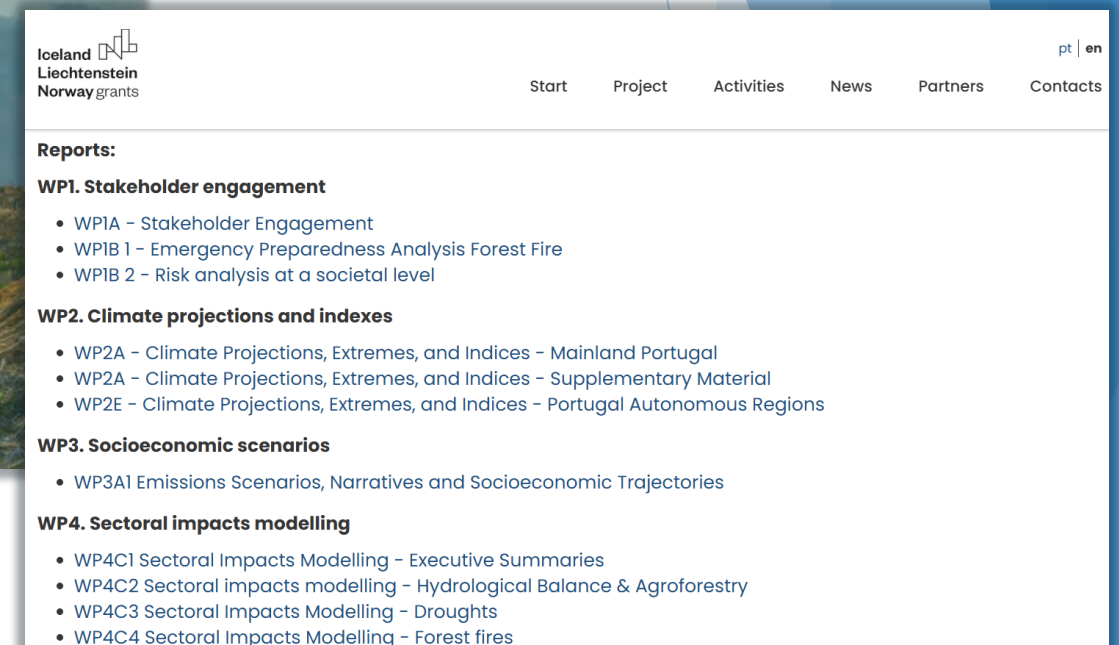 Iceland
Liechtenstein
Norway grants
pt | en
Start Project Activities News Partners Contacts
Reports:
WP1. Stakeholder engagement
• WP1A - Stakeholder Engagement
• WP1B 1 - Emergency Preparedness Analysis Forest Fire
• WP1B 2 - Risk analysis at a societal level
WP2. Climate projections and indexes
• WP2A - Climate Projections, Extremes, and Indices - Mainland Portugal
• WP2A - Climate Projections, Extremes, and Indices - Supplementary Material
• WP2E - Climate Projections, Extremes, and Indices - Portugal Autonomous Regions
WP3. Socioeconomic scenarios
• WP3A1 Emissions Scenarios, Narratives and Socioeconomic Trajectories
WP4. Sectoral impacts modelling
• WP4C1 Sectoral Impacts Modelling - Executive Summaries
• WP4C2 Sectoral impacts modelling - Hydrological Balance & Agroforestry
• WP4C3 Sectoral Impacts Modelling - Droughts
• WP4C4 Sectoral Impacts Modelling - Forest fires